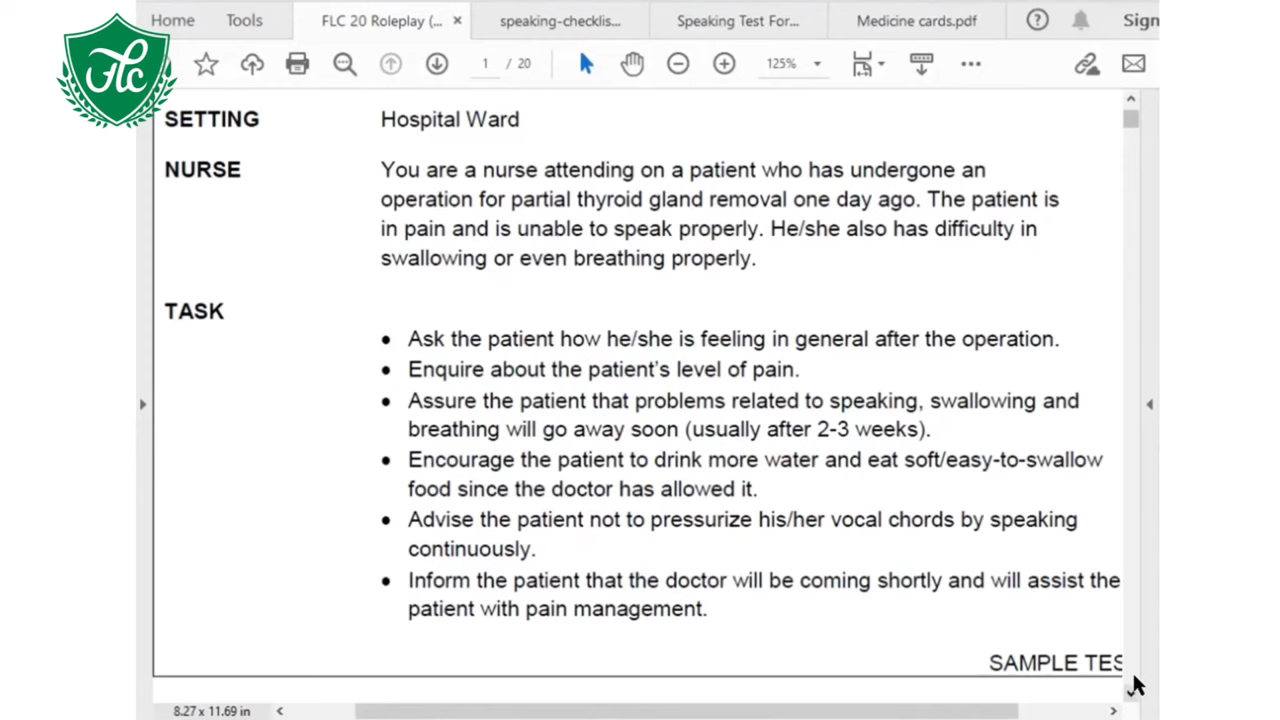 Home Tools FLC 20 Roleplay (... × speaking-checklis... Speaking Test For... Medicine cards.pdf ? Sign
FLC
1 / 20 125%
SETTING Hospital Ward
NURSE You are a nurse attending on a patient who has undergone an
operation for partial thyroid gland removal one day ago. The patient is
in pain and is unable to speak properly. He/she also has difficulty in
swallowing or even breathing properly.
TASK
• Ask the patient how he/she is feeling in general after the operation.
• Enquire about the patient's level of pain.
• Assure the patient that problems related to speaking, swallowing and
breathing will go away soon (usually after 2-3 weeks).
• Encourage the patient to drink more water and eat soft/easy-to-swallow
food since the doctor has allowed it.
• Advise the patient not to pressurize his/her vocal chords by speaking
continuously.
• Inform the patient that the doctor will be coming shortly and will assist the
patient with pain management.
SAMPLE TES
8.27 x 11.69 in